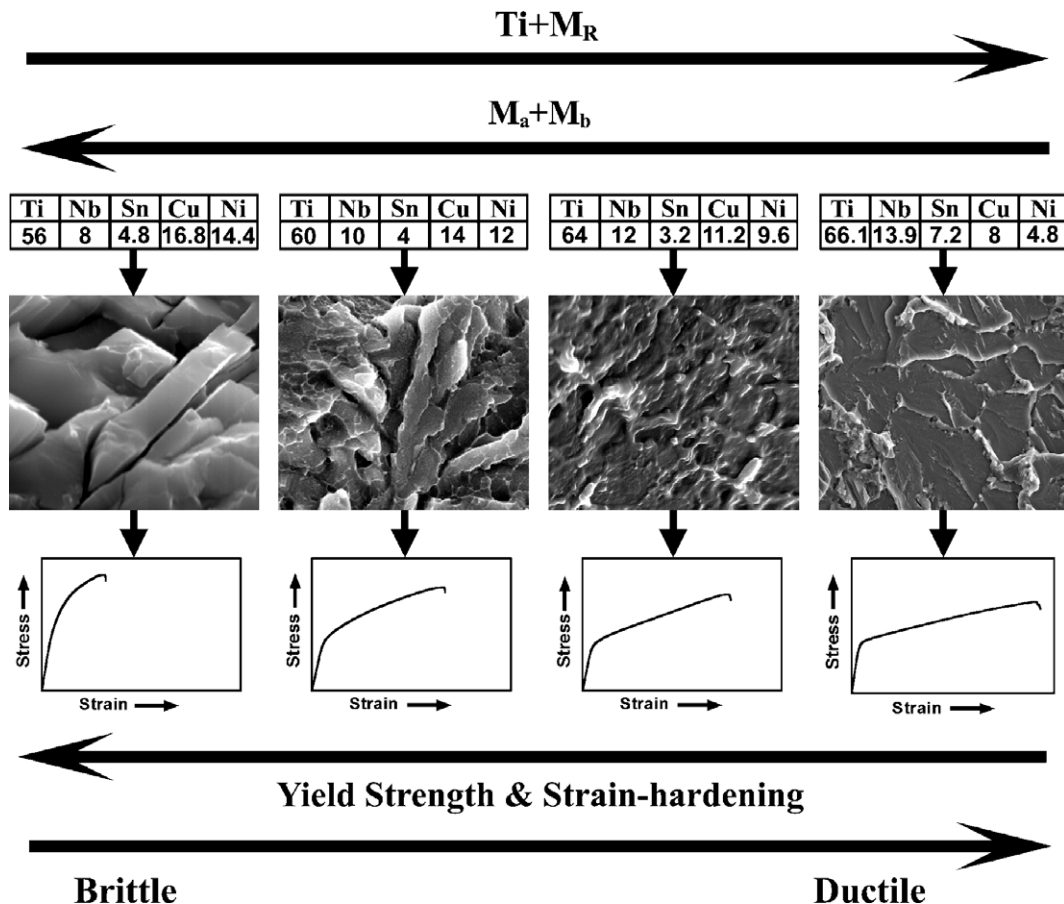 Ti+MR
Ma+Mb
Ti Nb Sn Cu Ni
56 8 4.8 16.8 14.4
Ti Nb Sn Cu Ni
60 10 4 14 12
Ti Nb Sn Cu Ni
64 12 3.2 11.2 9.6
Ti Nb Sn Cu Ni
66.1 13.9 7.2 8 4.8
Stress
Strain
Stress
Strain
Stress
Strain
Stress
Strain
Yield Strength & Strain-hardening
Brittle
Ductile